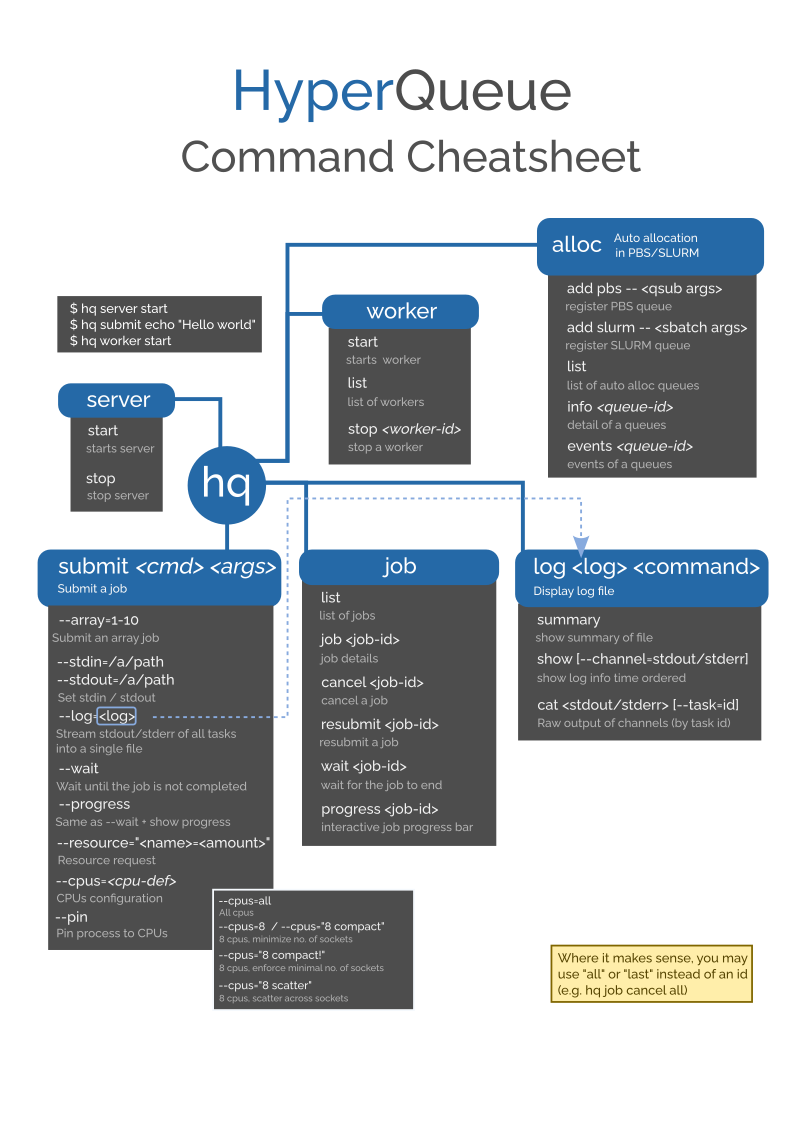 HyperQueue
Command Cheatsheet
alloc
Auto allocation
in PBS/SLURM
add pbs -- <qsub args>
register PBS queue
add slurm -- <sbatch args>
register SLURM queue
list
list of auto alloc queues
info <queue-id>
detail of a queues
events <queue-id>
events of a queues
$ hq server start
$ hq submit echo "Hello world"
$ hq worker start
worker
start
starts  worker
list
list of workers
stop <worker-id>
stop a worker
server
start
starts server
stop
stop server
hq
submit <cmd> <args>
Submit a job
--array=1-10
Submit an array job
--stdin=/a/path
--stdout=/a/path
Set stdin / stdout
--log=<log>
Stream stdout/stderr of all tasks
into a single file
--wait
Wait until the job is not completed
--progress
Same as --wait + show progress
--resource="<name>=<amount>"
Resource request
--cpus=<cpu-def>
CPUs configuration
--pin
Pin process to CPUs
--cpus=all
All cpus
--cpus=8  / --cpus="8 compact"
8 cpus, minimize no. of sockets
--cpus="8 compact!"
8 cpus, enforce minimal no. of sockets
--cpus="8 scatter"
8 cpus, scatter across sockets
job
list
list of jobs
job <job-id>
job details
cancel <job-id>
cancel a job
resubmit <job-id>
resubmit a job
wait <job-id>
wait for the job to end
progress <job-id>
interactive job progress bar
log <log> <command>
Display log file
summary
show summary of file
show [--channel=stdout/stderr]
show log info time ordered
cat <stdout/stderr> [--task=id]
Raw output of channels (by task id)
Where it makes sense, you may
use "all" or "last" instead of an id
(e.g. hq job cancel all)